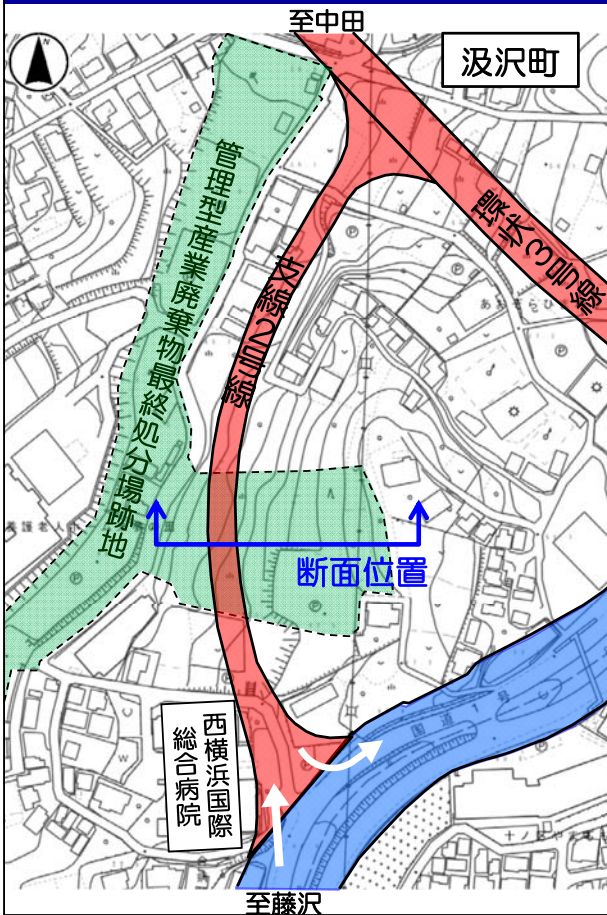 至中田
N
汲沢町
管理型産業廃棄物最終処分場跡地
環状3号線
支線2号線
断面位置
国道1号
西横浜国際
総合病院
至藤沢